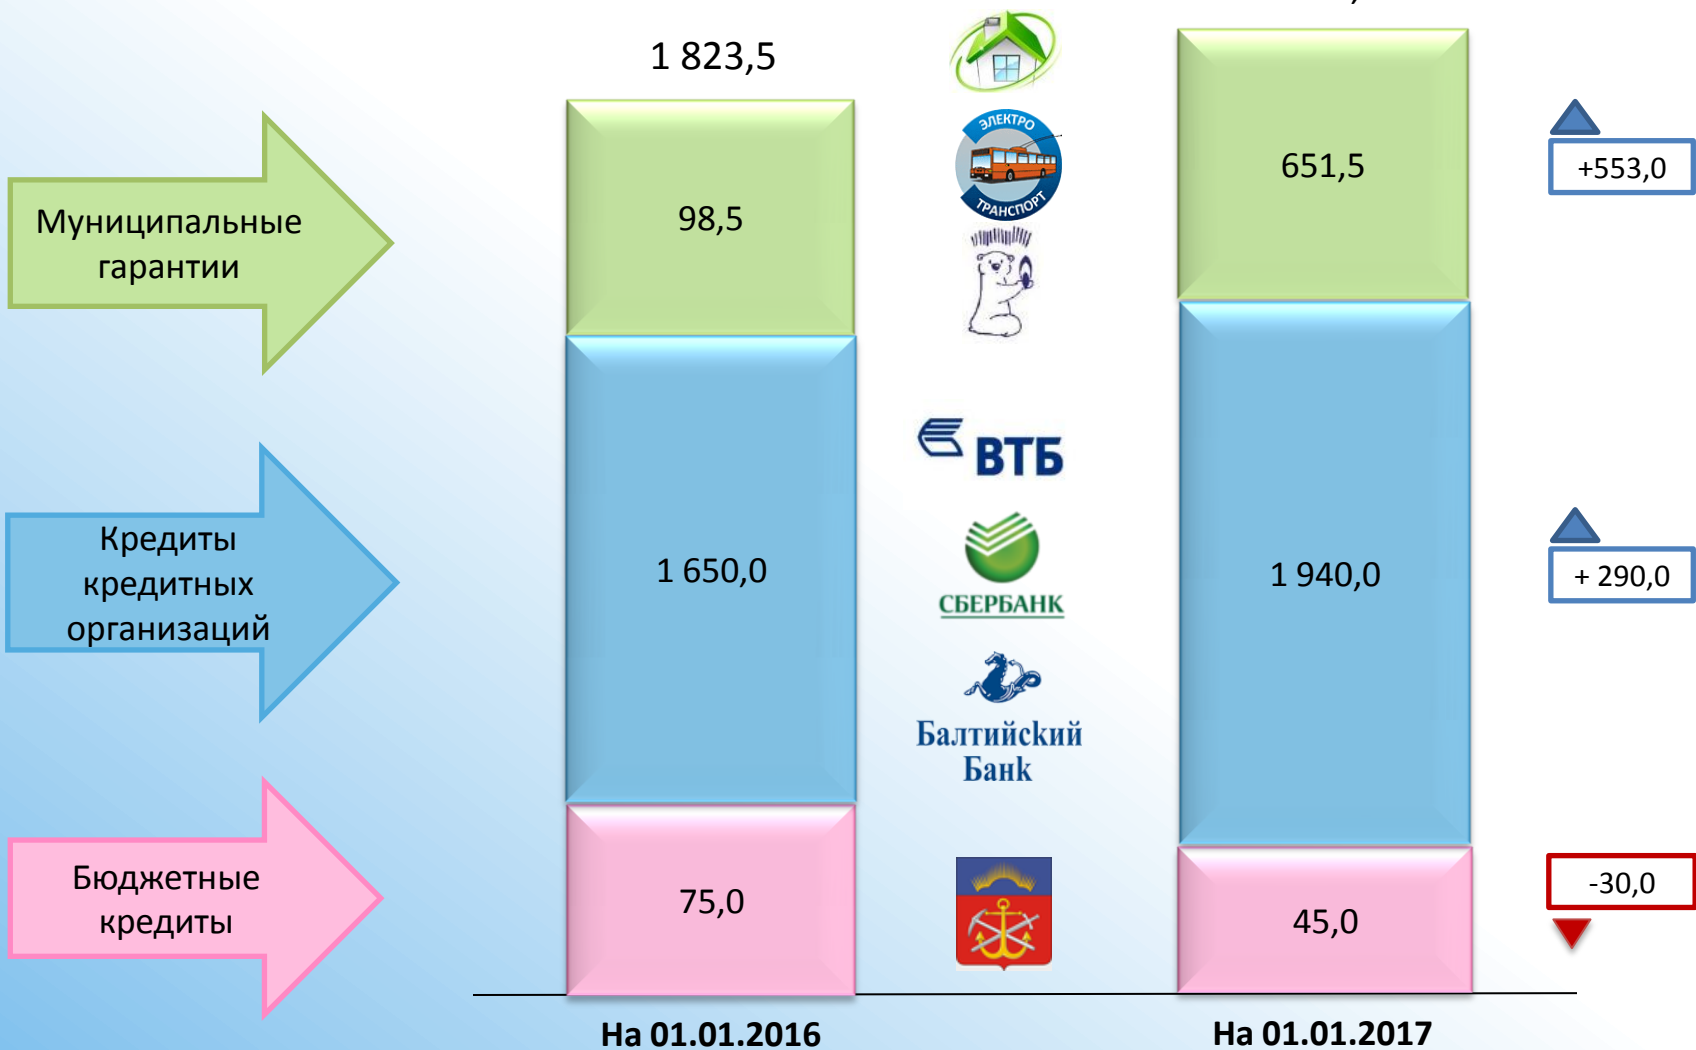 1 823,5
Муниципальные
гарантии
98,5
ЭЛЕКТРО
ТРАНСПОРТ
651,5
+553,0
Кредиты
кредитных
организаций
1 650,0
ВТБ
СБЕРБАНК
Балтийский
Банк
1 940,0
+ 290,0
Бюджетные
кредиты
75,0
45,0
-30,0
На 01.01.2016
На 01.01.2017